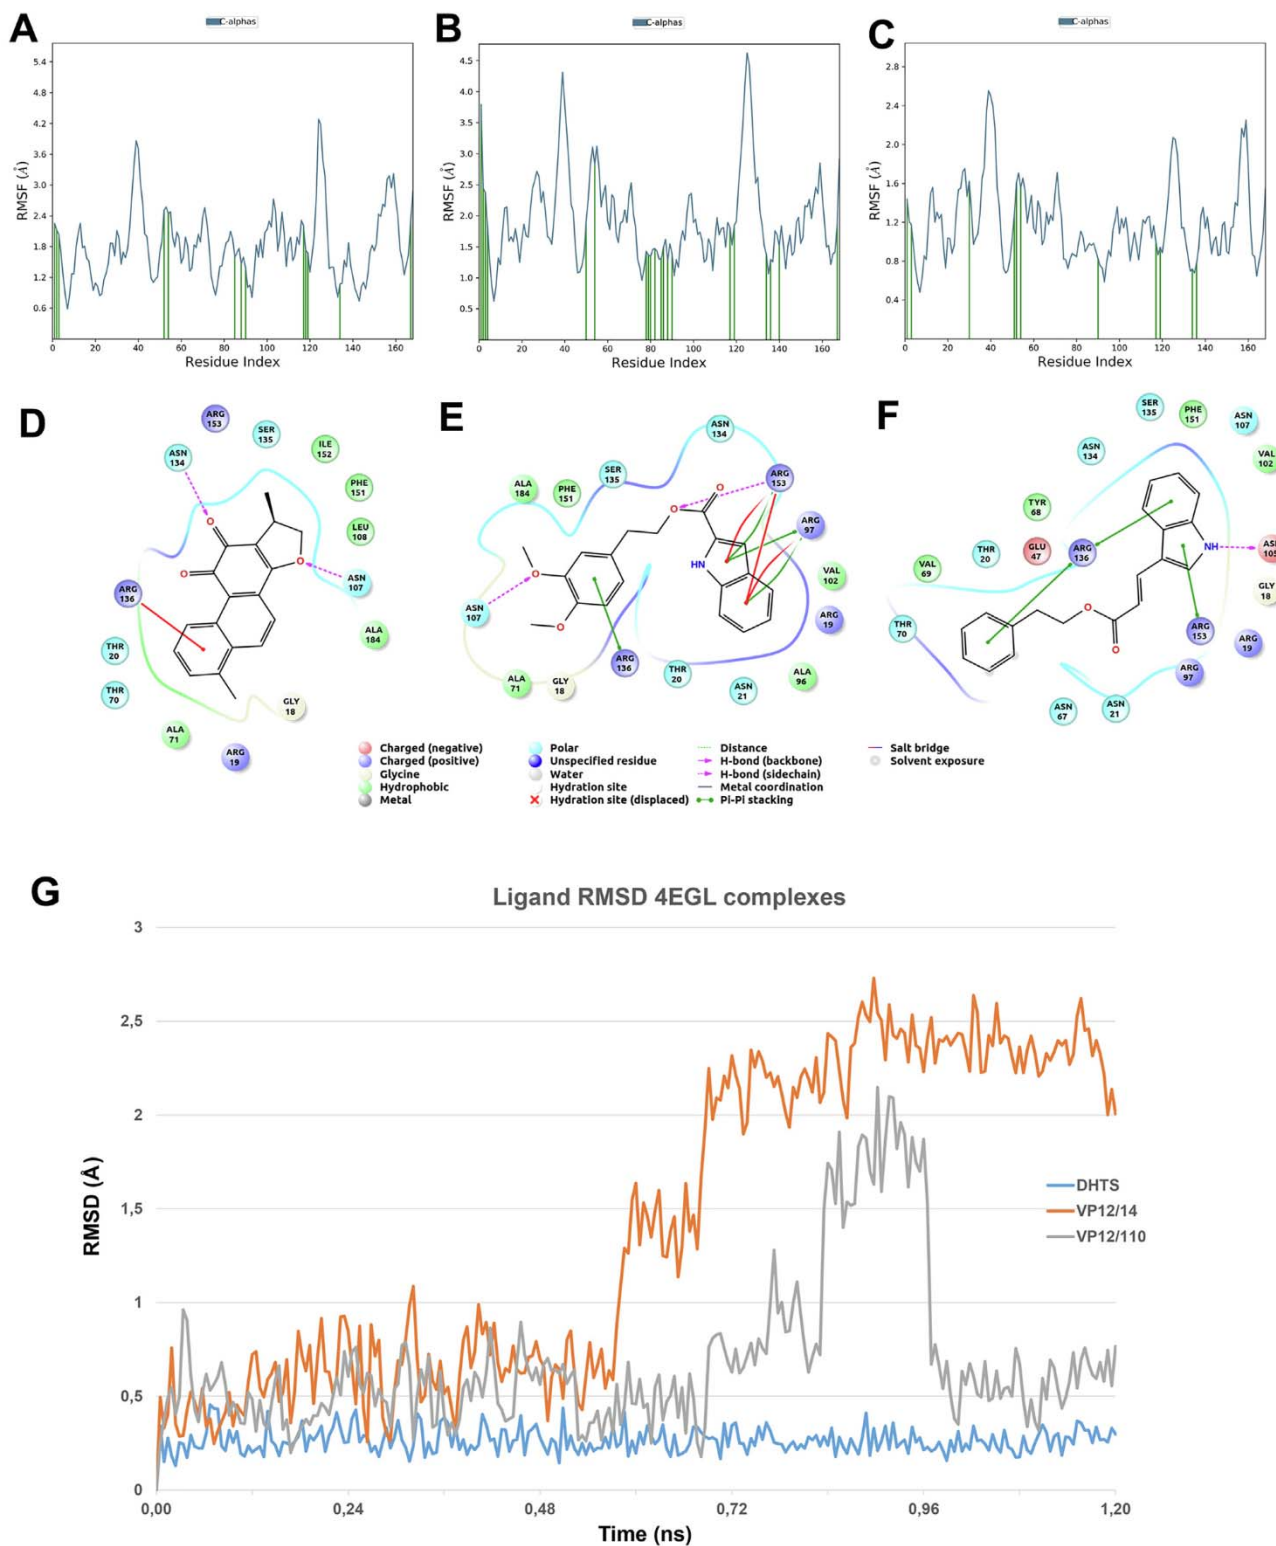 A
C-alphas
RMSF (Å)
5.4
4.8
4.2
3.6
3.0
2.4
1.8
1.2
0.6
0 20 40 60 80 100 120 140 160
Residue Index
B
C-alphas
RMSF (Å)
4.5
4.0
3.5
3.0
2.5
2.0
1.5
1.0
0.5
0 20 40 60 80 100 120 140 160
Residue Index
C
C-alphas
RMSF (Å)
2.8
2.4
2.0
1.6
1.2
0.8
0.4
0 20 40 60 80 100 120 140 160
Residue Index
D
ARG
153
SER
135
ASN
134
ILE
152
PHE
151
LEU
108
ASN
107
ALA
184
ARG
136
THR
20
THR
70
ALA
71
ARG
19
GLY
18
O
O
O
E
ASN
134
ALA
184
PHE
151
SER
135
ARG
153
ARG
97
VAL
102
ARG
19
ALA
96
ASN
21
THR
20
ARG
136
GLY
18
ALA
71
ASN
107
O
O
O
O
NH
F
SER
135
PHE
151
ASN
107
ASN
134
VAL
102
TYR
68
GLU
47
THR
20
ARG
136
VAL
69
THR
70
105
GLY
18
ARG
19
ARG
153
ARG
97
ASN
21
ASN
67
NH
O
O
Charged (negative)
Charged (positive)
Glycine
Hydrophobic
Metal
Polar
Unspecified residue
Water
Hydration site
Hydration site (displaced)
Distance
H-bond (backbone)
H-bond (sidechain)
Metal coordination
Pi-Pi stacking
Salt bridge
Solvent exposure
G
Ligand RMSD 4EGL complexes
RMSD (Å)
3
2,5
2
1,5
1
0,5
0
0,00 0,24 0,48 0,72 0,96 1,20
Time (ns)
DHTS
VP12/14
VP12/110